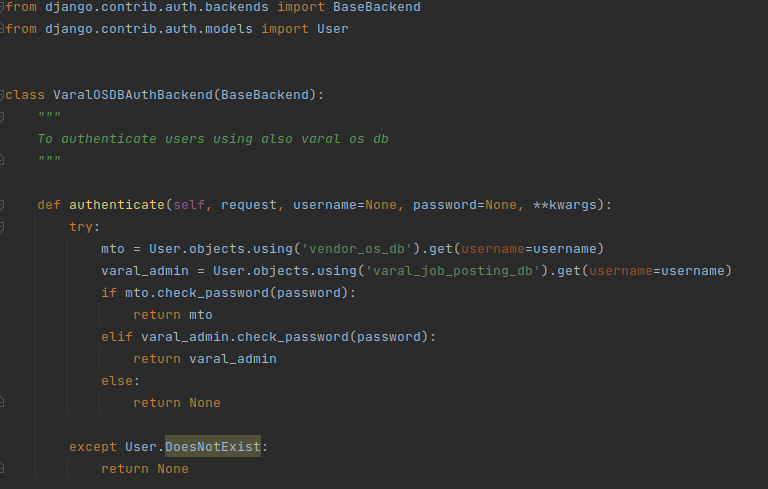 from django.contrib.auth.backends import BaseBackend
from django.contrib.auth.models import User
class VaralOSDBAuthBackend(BaseBackend):
"""
To authenticate users using also varal os db
"""
def authenticate(self, request, username=None, password=None, **kwargs):
try:
mto = User.objects.using('vendor_os_db').get(username=username)
varal_admin = User.objects.using('varal_job_posting_db').get(username=username)
if mto.check_password(password):
return mto
elif varal_admin.check_password(password):
return varal_admin
else:
return None
except User.DoesNotExist:
return None